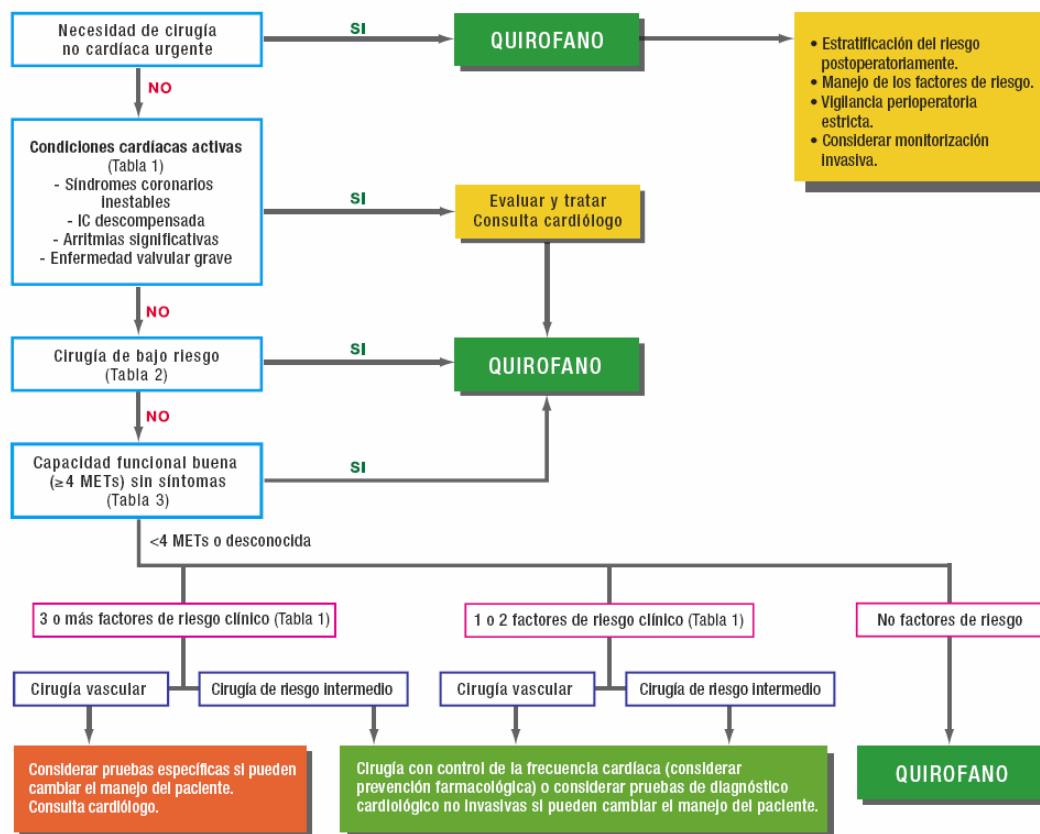 Necesidad de cirugía
no cardíaca urgente
SI
QUIROFANO
• Estratificación del riesgo
postoperatoriamente.
• Manejo de los factores de riesgo.
• Vigilancia perioperatoria
estricta.
• Considerar monitorización
invasiva.
NO
Condiciones cardíacas activas
(Tabla 1)
- Síndromes coronarios
inestables
- IC descompensada
- Arritmias significativas
- Enfermedad valvular grave
SI
Evaluar y tratar
Consulta cardiólogo
NO
Cirugía de bajo riesgo
(Tabla 2)
SI
QUIROFANO
NO
Capacidad funcional buena
(≥4 METs) sin síntomas
(Tabla 3)
SI
<4 METs o desconocida
3 o más factores de riesgo clínico (Tabla 1)
1 o 2 factores de riesgo clínico (Tabla 1)
No factores de riesgo
Cirugía vascular
Cirugía de riesgo intermedio
Cirugía vascular
Cirugía de riesgo intermedio
Considerar pruebas específicas si pueden
cambiar el manejo del paciente.
Consulta cardiólogo.
Cirugía con control de la frecuencia cardíaca (considerar
prevención farmacológica) o considerar pruebas de diagnóstico
cardiológico no invasivas si pueden cambiar el manejo del paciente.
QUIROFANO